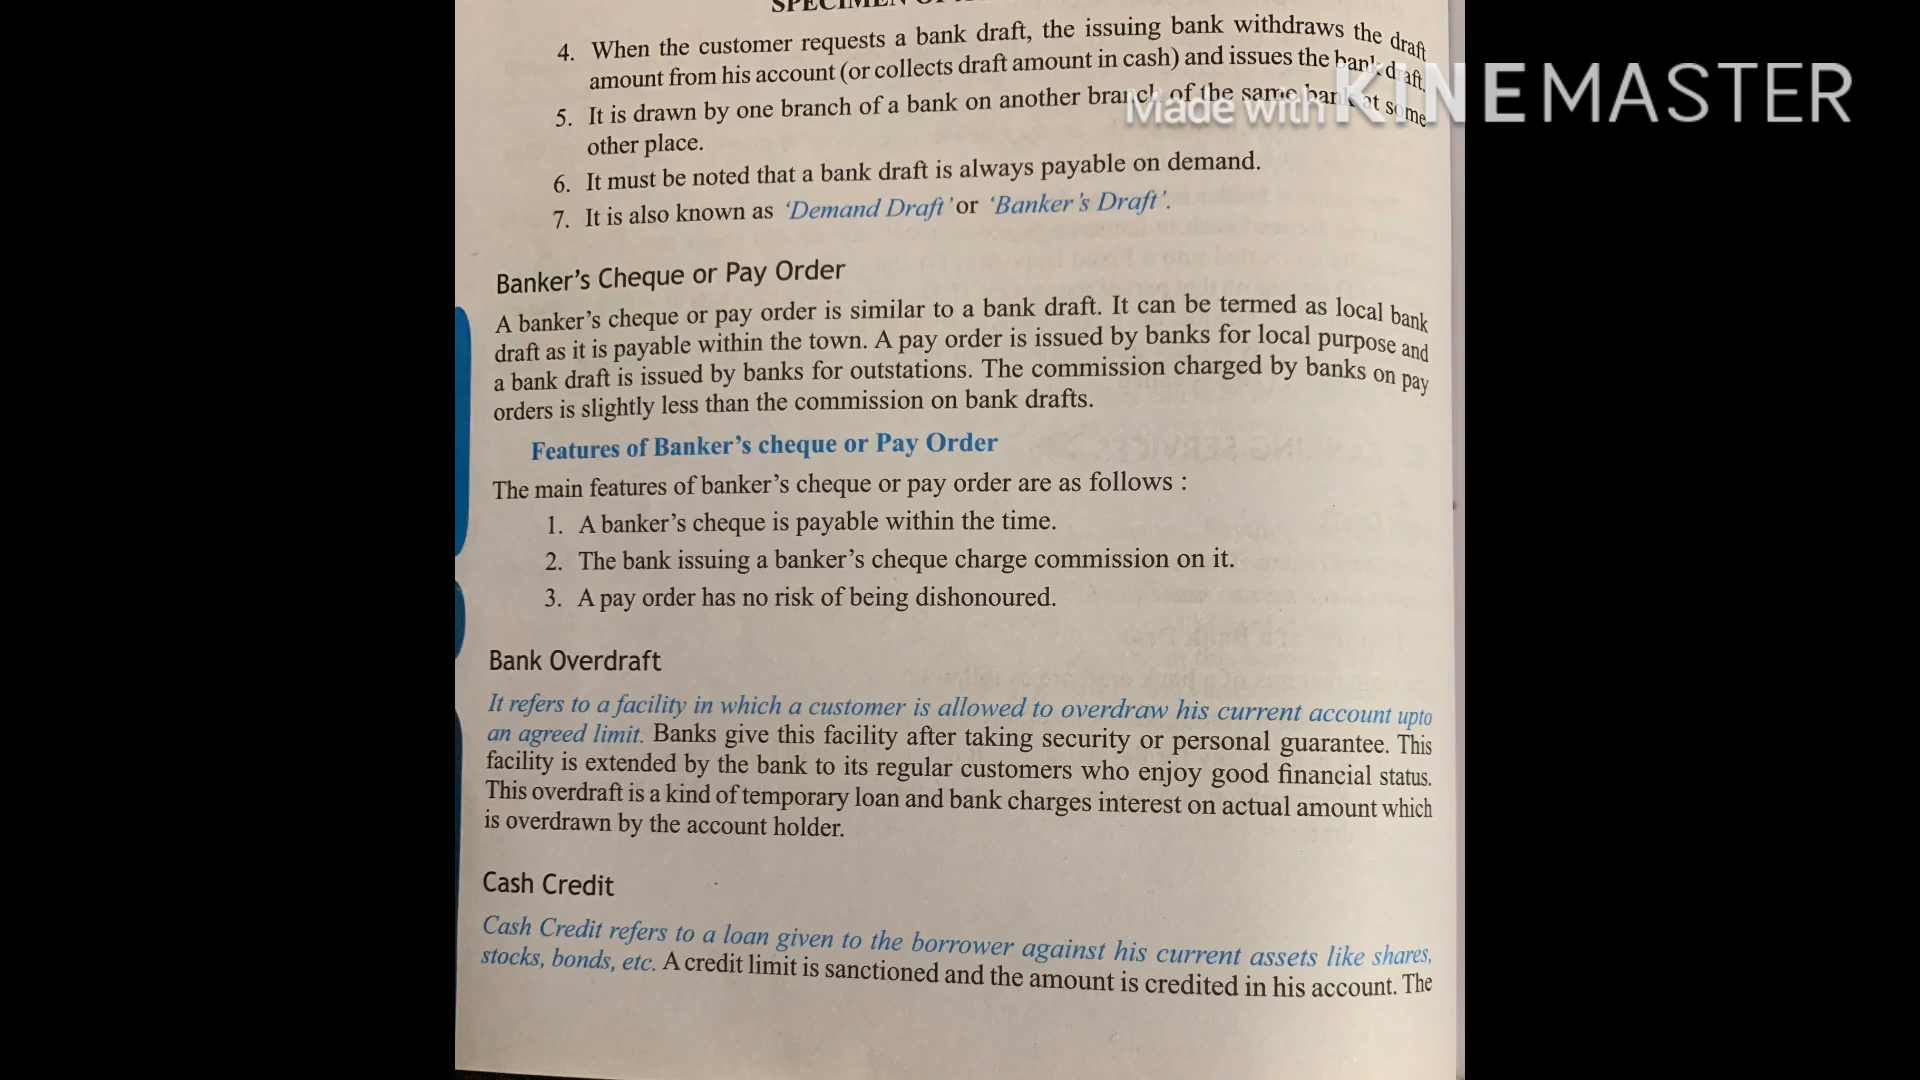 SPECIMEN OF
4. When the customer requests a bank draft, the issuing bank withdraws the draft
amount from his account (or collects draft amount in cash) and issues the bank draft.
5. It is drawn by one branch of a bank on another branch of the same bank at some
other place.
6. It must be noted that a bank draft is always payable on demand.
7. It is also known as ‘Demand Draft’ or ‘Banker’s Draft’.
Made with KINEMASTER
Banker’s Cheque or Pay Order
A banker’s cheque or pay order is similar to a bank draft. It can be termed as local bank
draft as it is payable within the town. A pay order is issued by banks for local purpose and
a bank draft is issued by banks for outstations. The commission charged by banks on pay
orders is slightly less than the commission on bank drafts.
Features of Banker’s cheque or Pay Order
The main features of banker’s cheque or pay order are as follows :
1. A banker’s cheque is payable within the time.
2. The bank issuing a banker’s cheque charge commission on it.
3. A pay order has no risk of being dishonoured.
Bank Overdraft
It refers to a facility in which a customer is allowed to overdraw his current account upto
an agreed limit. Banks give this facility after taking security or personal guarantee. This
facility is extended by the bank to its regular customers who enjoy good financial status.
This overdraft is a kind of temporary loan and bank charges interest on actual amount which
is overdrawn by the account holder.
Cash Credit
Cash Credit refers to a loan given to the borrower against his current assets like shares,
stocks, bonds, etc. A credit limit is sanctioned and the amount is credited in his account. The